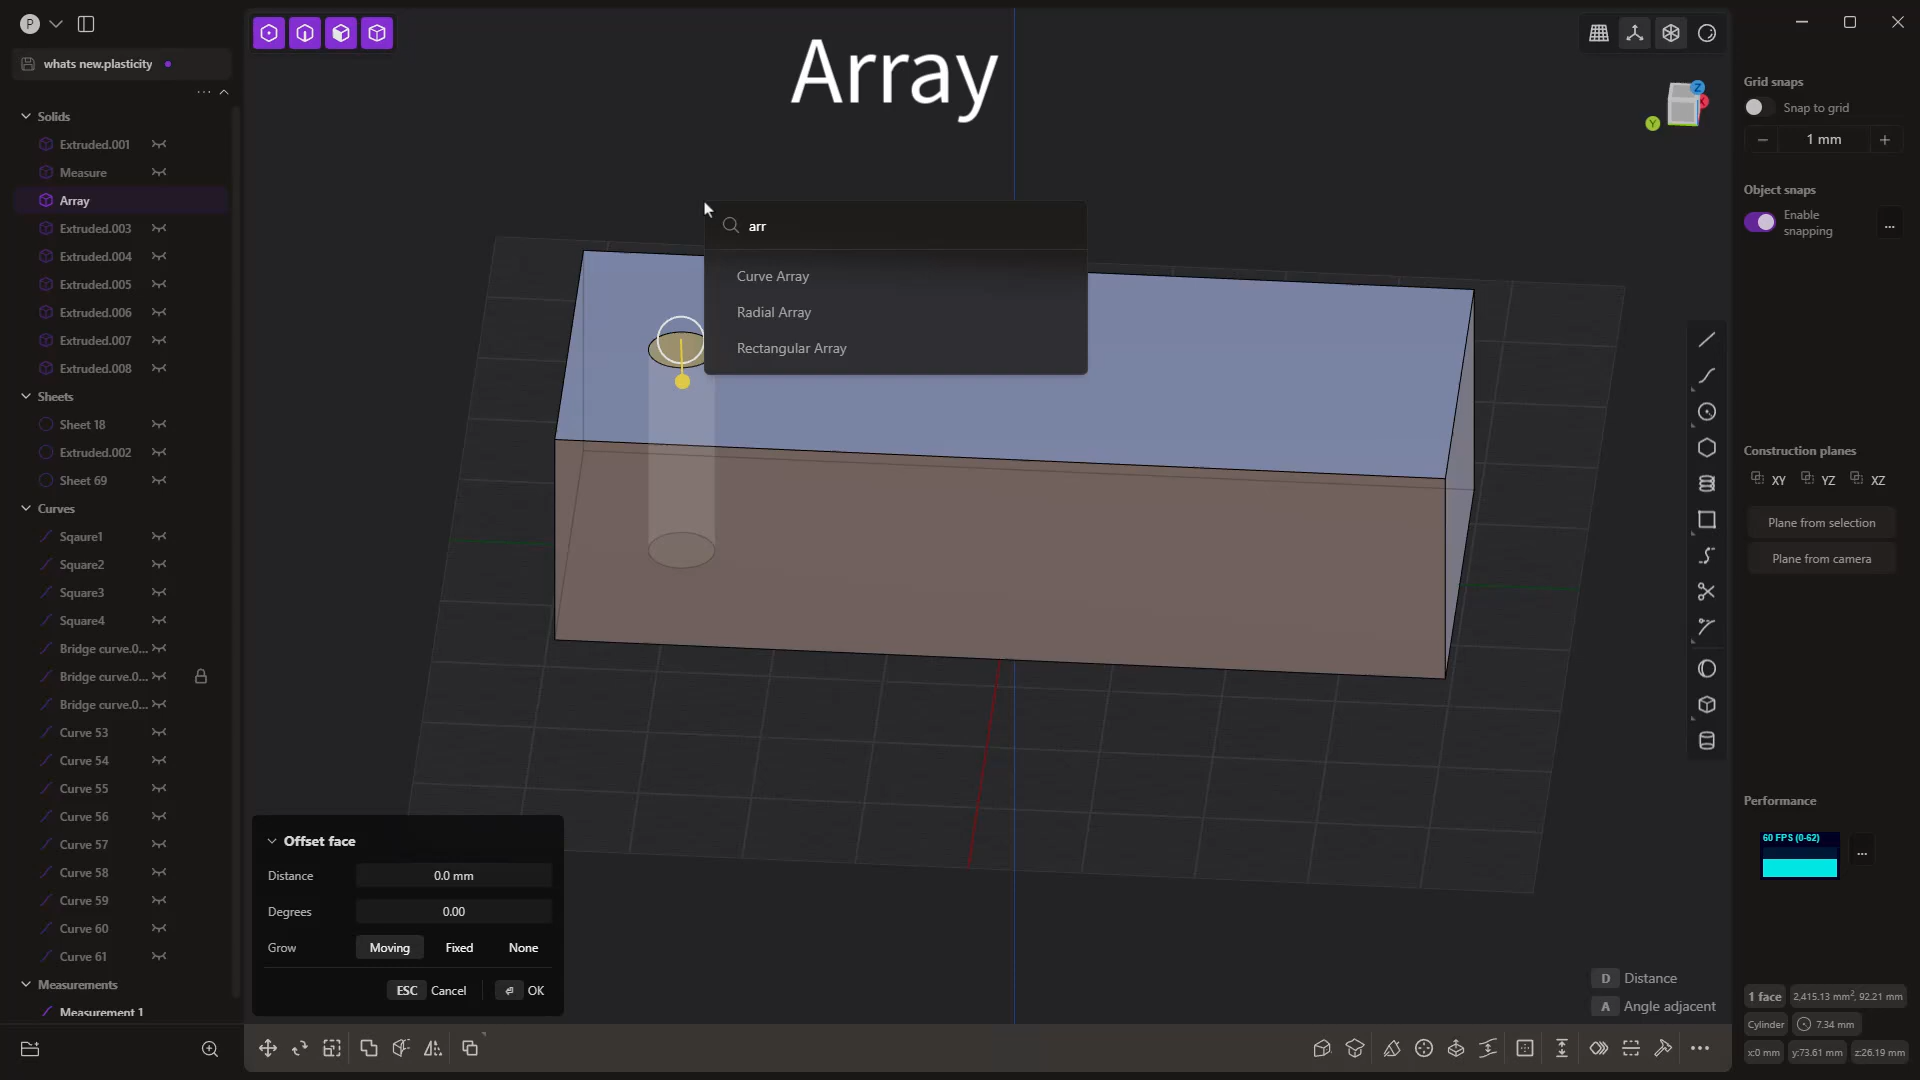 P
whats new.plasticity
...
Solids
Extruded.001
Measure
Array
Extruded.003
Extruded.004
Extruded.005
Extruded.006
Extruded.007
Extruded.008
Sheets
Sheet 18
Extruded.002
Sheet 69
Curves
Sqaure1
Square2
Square3
Square4
Bridge curve.0...
Bridge curve.0...
Bridge curve.0...
Curve 53
Curve 54
Curve 55
Curve 56
Curve 57
Curve 58
Curve 59
Curve 60
Curve 61
Measurements
Measurement 1
Array
arr
Curve Array
Radial Array
Rectangular Array
Z
X
Y
Offset face
Distance 0.0 mm
Degrees 0.00
Grow Moving Fixed None
ESC Cancel OK
D Distance
A Angle adjacent
Grid snaps
Snap to grid
− 1 mm +
Object snaps
Enable
snapping
...
Construction planes
XY YZ XZ
Plane from selection
Plane from camera
Performance
60 FPS (0-62)
...
1 face 2,415.13 mm², 92.21 mm
Cylinder 7.34 mm
x:0 mm y:73.61 mm z:26.19 mm